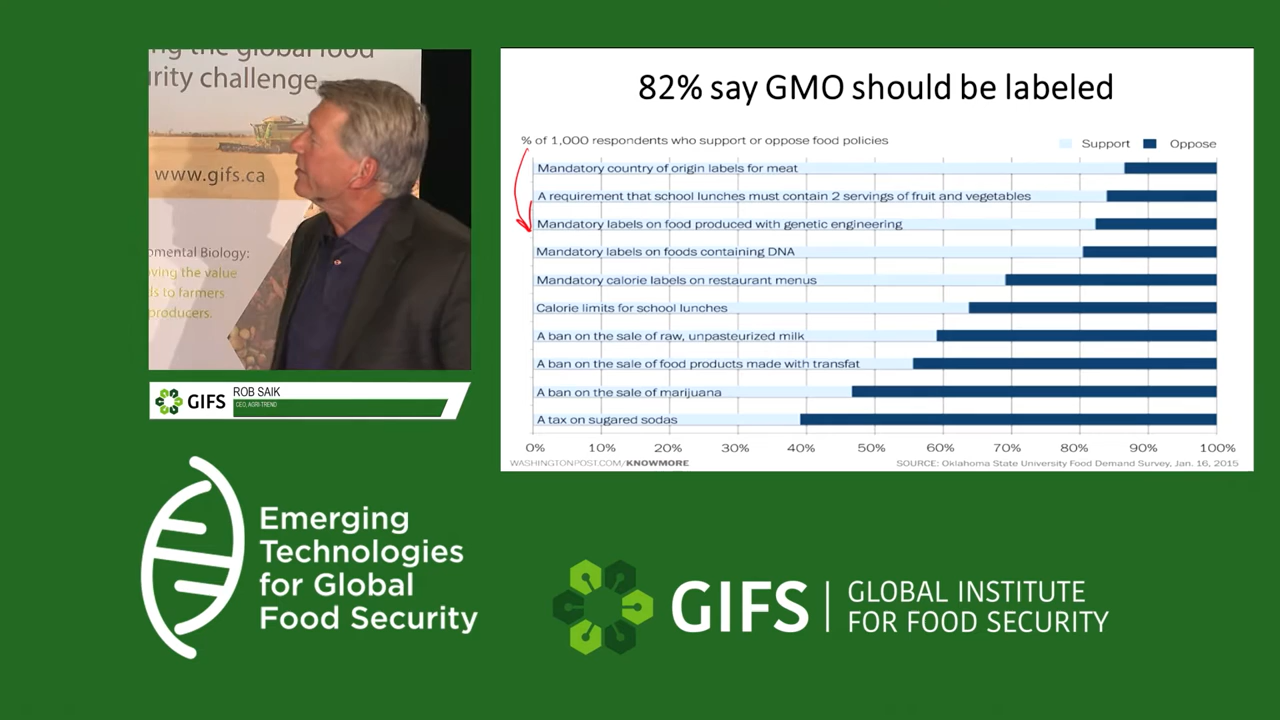 ng the global food
rity challenge
www.gifs.ca
omental Biology:
oving the value
ds to farmers
producers.
GIFS
ROB SAIK
CEO, AGRI-TREND
82% say GMO should be labeled
% of 1,000 respondents who support or oppose food policies
Support Oppose
Mandatory country of origin labels for meat
A requirement that school lunches must contain 2 servings of fruit and vegetables
Mandatory labels on food produced with genetic engineering
Mandatory labels on foods containing DNA
Mandatory calorie labels on restaurant menus
Calorie limits for school lunches
A ban on the sale of raw, unpasteurized milk
A ban on the sale of food products made with transfat
A ban on the sale of marijuana
A tax on sugared sodas
0% 10% 20% 30% 40% 50% 60% 70% 80% 90% 100%
WASHINGTONPOST.COM/KNOWMORE SOURCE: Oklahoma State University Food Demand Survey, Jan. 16, 2015
Emerging
Technologies
for Global
Food Security
GIFS
GLOBAL INSTITUTE
FOR FOOD SECURITY